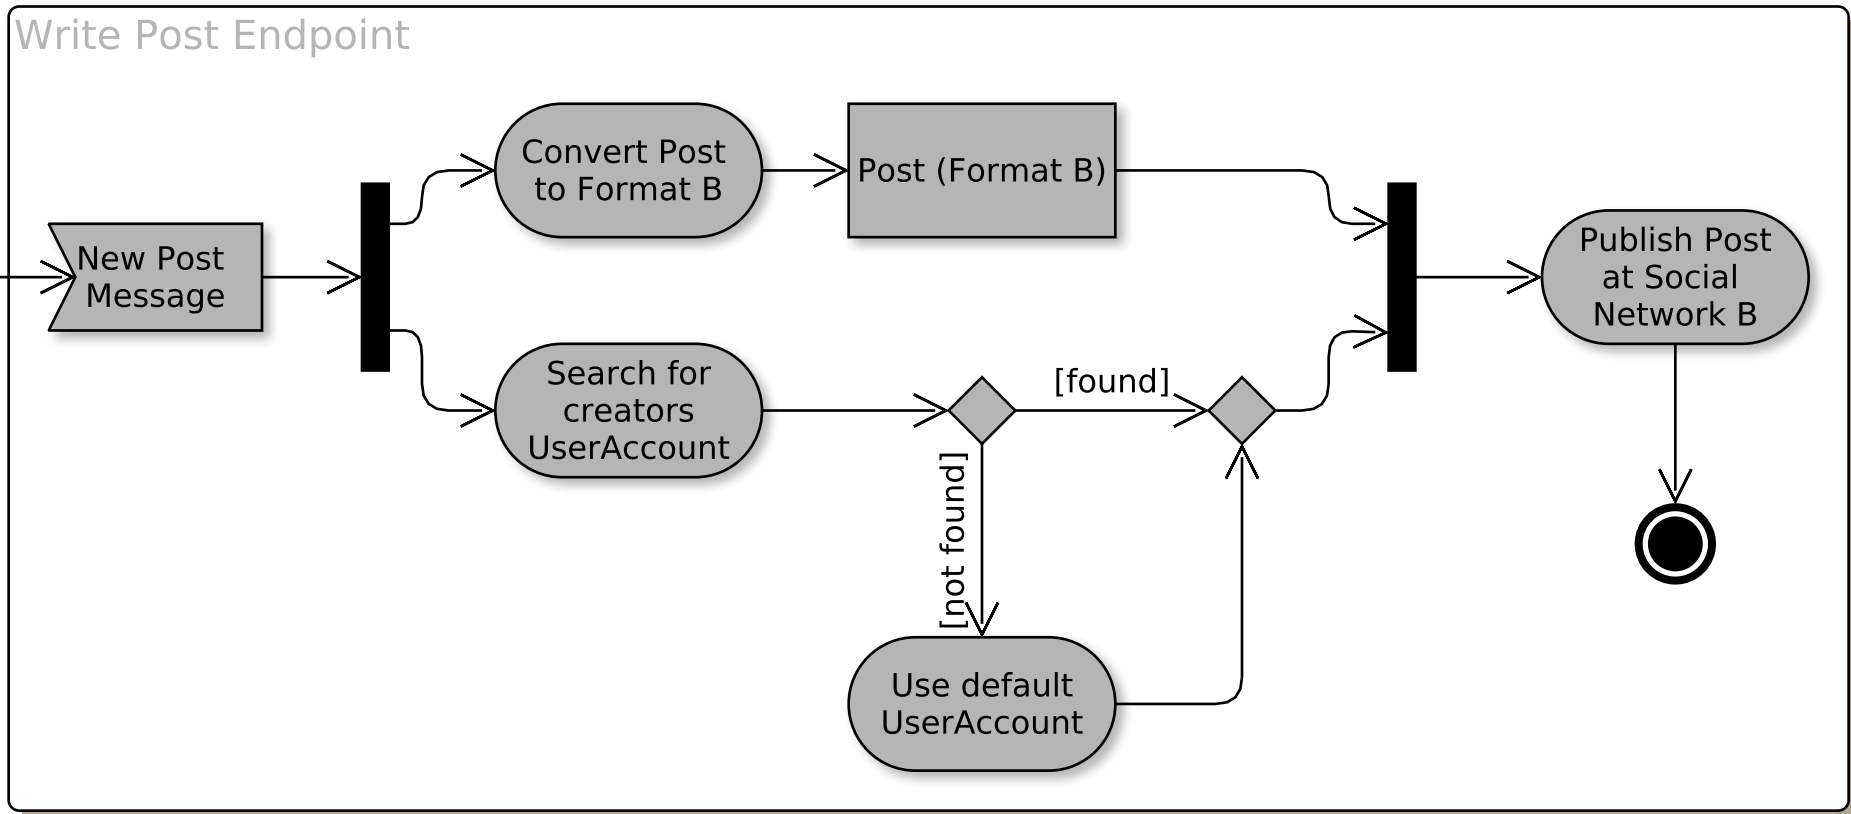 Write Post Endpoint
Convert Post
to Format B
Post (Format B)
New Post
Message
Publish Post
at Social
Network B
Search for
creators
UserAccount
[found]
[not found]
Use default
UserAccount